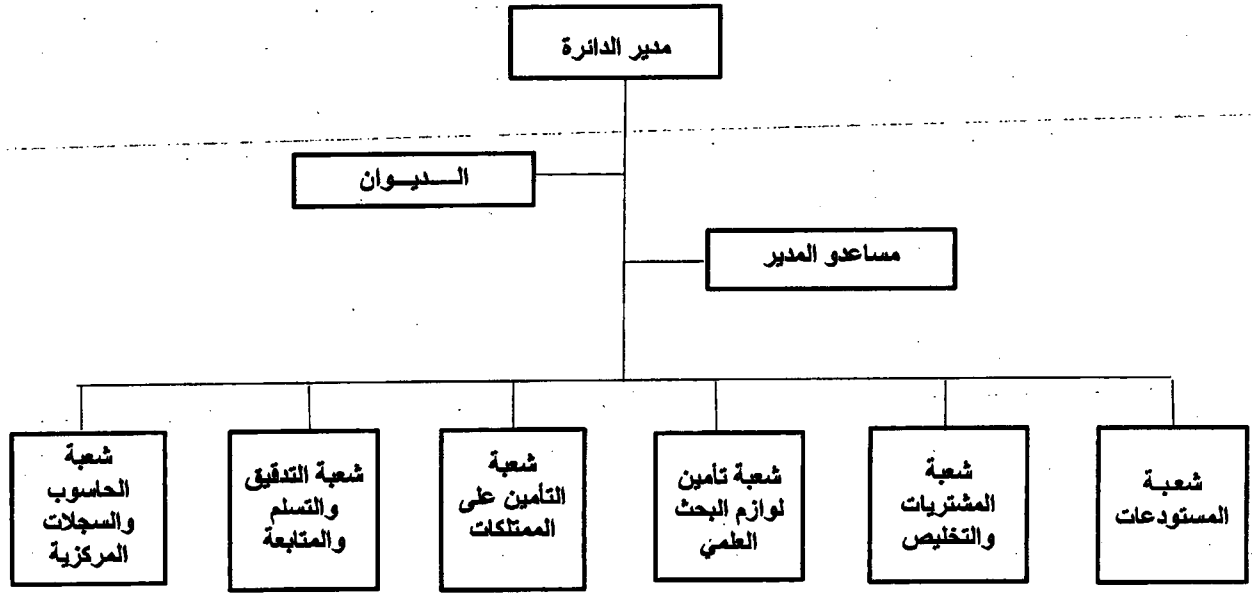 مدير الدائرة
الـــديـــوان
مساعدو المدير
شعبة
المستودعات
شعبة
المشتريات
والتخليص
شعبة تأمين
لوازم البحث
العلمي
شعبة
التأمين على
الممتلكات
شعبة التدقيق
والتسلم
والمتابعة
شعبة
الحاسوب
والسجلات
المركزية